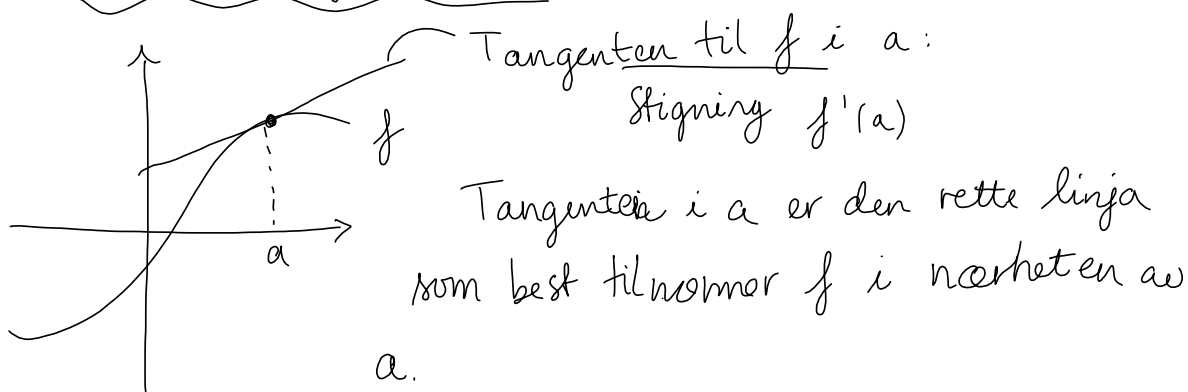 Tangenten til f i a:
Stigning f'(a)
f
a
Tangenten i a er den rette linja
som best tilnærmer f i nærheten av
a.